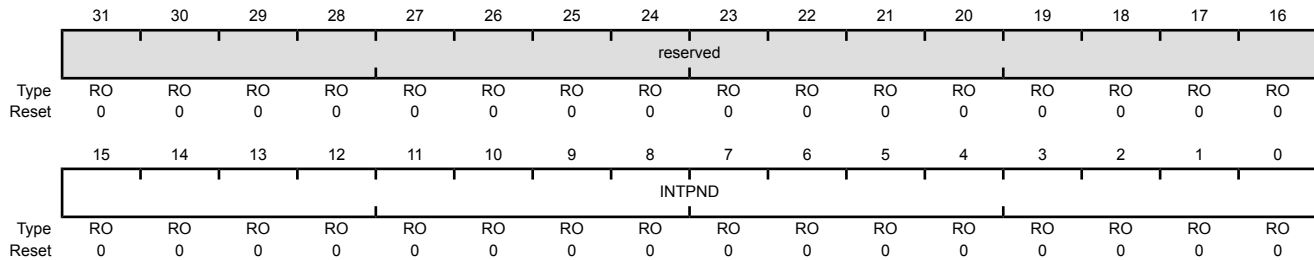 31 30 29 28 27 26 25 24 23 22 21 20 19 18 17 16
reserved
Type RO RO RO RO RO RO RO RO RO RO RO RO RO RO RO RO
Reset 0 0 0 0 0 0 0 0 0 0 0 0 0 0 0 0
15 14 13 12 11 10 9 8 7 6 5 4 3 2 1 0
INTPND
Type RO RO RO RO RO RO RO RO RO RO RO RO RO RO RO RO
Reset 0 0 0 0 0 0 0 0 0 0 0 0 0 0 0 0